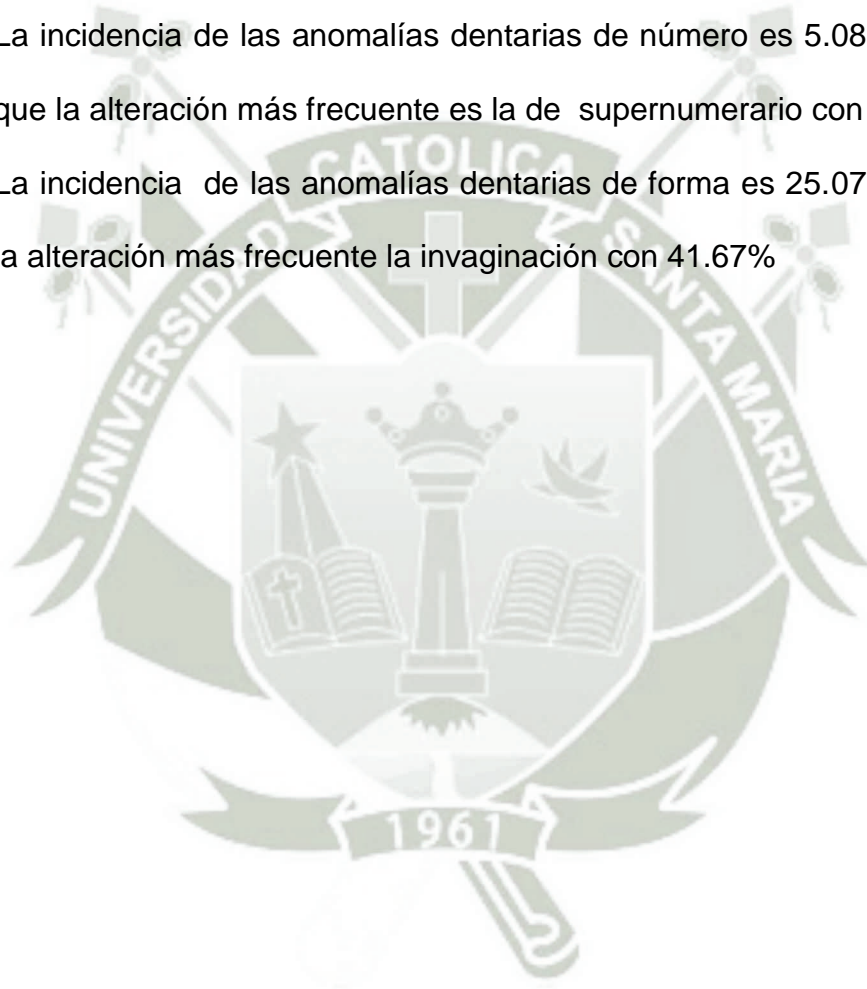 La incidencia de las anomalías dentarias de número es 5.08
que la alteración más frecuente es la de supernumerario con
La incidencia de las anomalías dentarias de forma es 25.07
la alteración más frecuente la invaginación con 41.67%
UNIVERSIDAD CATOLICA SANTA MARIA
1961